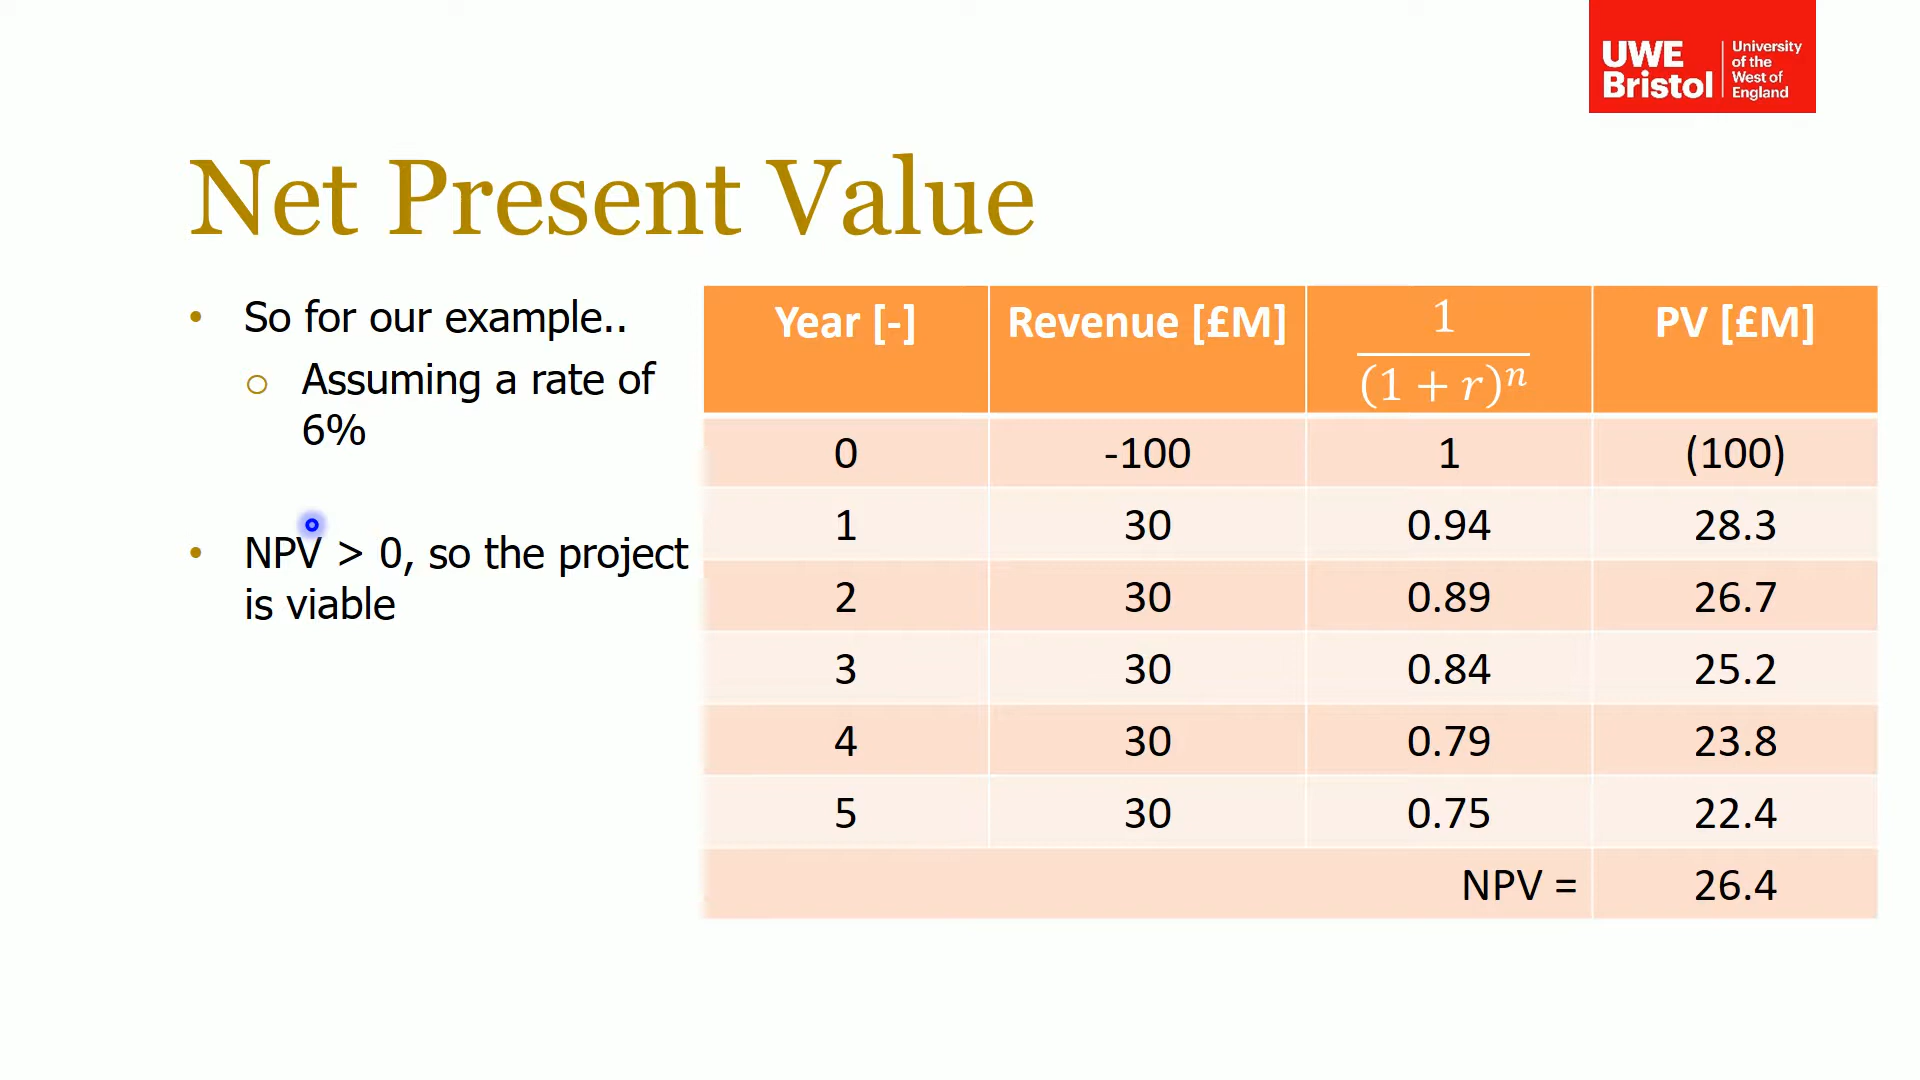 UWE
Bristol
University
of the
West of
England
Net Present Value
• So for our example..
o Assuming a rate of
6%
• NPV > 0, so the project
is viable
Year [-] Revenue [£M] 1/(1 + r)^n PV [£M]
0 -100 1 (100)
1 30 0.94 28.3
2 30 0.89 26.7
3 30 0.84 25.2
4 30 0.79 23.8
5 30 0.75 22.4
NPV = 26.4